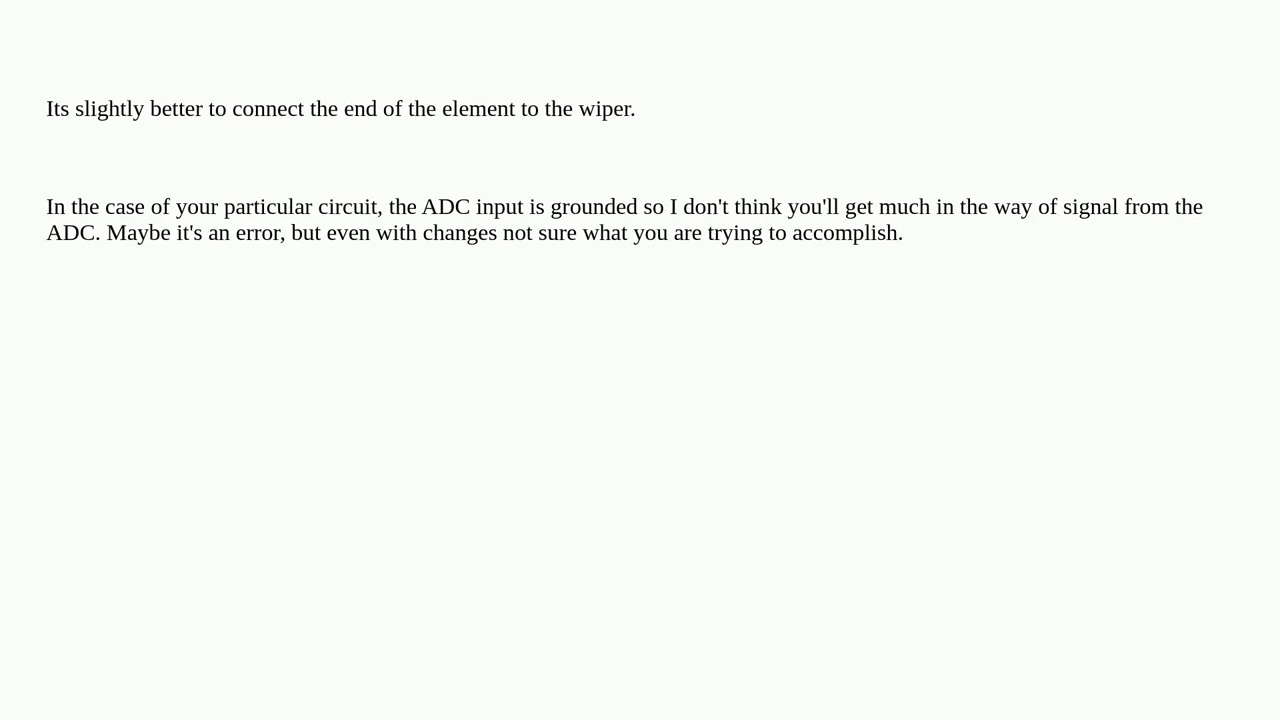 Its slightly better to connect the end of the element to the wiper.
In the case of your particular circuit, the ADC input is grounded so I don't think you'll get much in the way of signal from the
ADC. Maybe it's an error, but even with changes not sure what you are trying to accomplish.